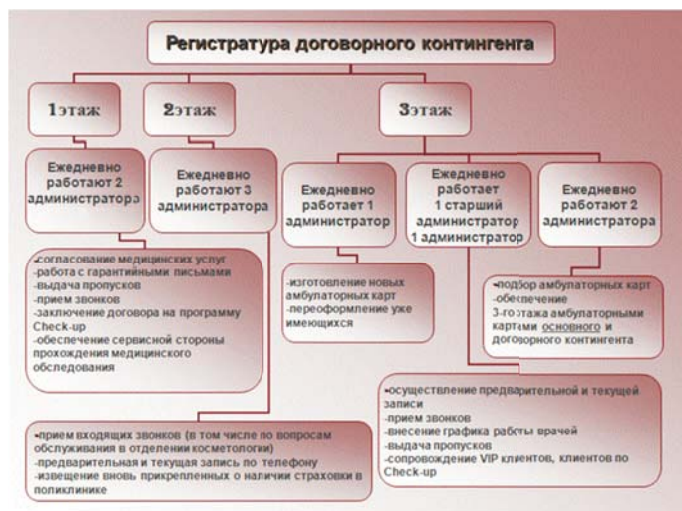 Регистратура договорного контингента
1этаж
2этаж
3этаж
Ежедневно
работают 2
администратора
Ежедневно
работают 3
администратора
Ежедневно
работает 1
администратор
Ежедневно
работает
1 старший
администратор
1 администратор
Ежедневно
работают 2
администратора
-согласование медицинских услуг
-работа с гарантийными письмами
-выдача пропусков
-прием звонков
-заключение договора на программу
Check-up
-обеспечение сервисной стороны
прохождения медицинского
обследования
-изготовление новых
амбулаторных карт
-переоформление уже
имеющихся
-подбор амбулаторных карт
-обеспечение
3-го этажа амбулаторными
картами основного и
договорного контингента
-осуществление предварительной и текущей
записи
-прием звонков
-внесение графика работы врачей
-выдача пропусков
-сопровождение VIP клиентов, клиентов по
Check-up
-прием входящих звонков (в том числе по вопросам
обслуживания в отделении косметологии)
-предварительная и текущая запись по телефону
-извещение вновь прикрепленных о наличии страховки в
поликлинике